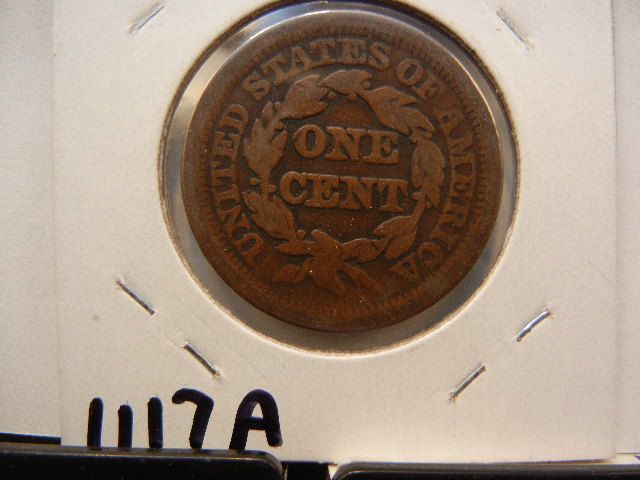 UNITED STATES OF AMERICA
ONE
CENT
1117A